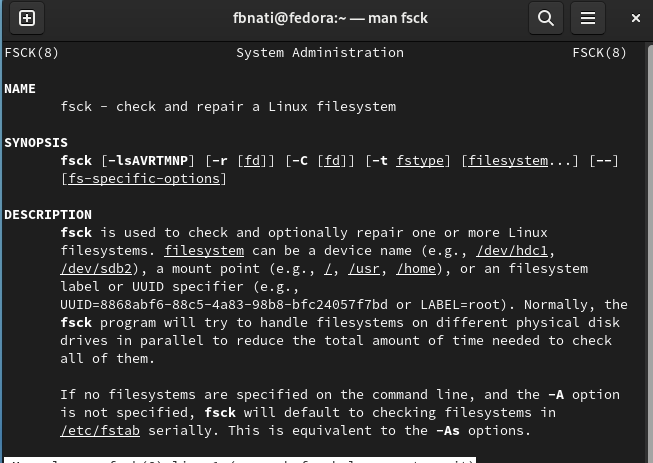 fbnati@fedora:~ — man fsck
FSCK(8) System Administration FSCK(8)
NAME
fsck - check and repair a Linux filesystem
SYNOPSIS
fsck [-lsAVRTMNP] [-r [fd]] [-C [fd]] [-t fstype] [filesystem...] [--]
[fs-specific-options]
DESCRIPTION
fsck is used to check and optionally repair one or more Linux
filesystems. filesystem can be a device name (e.g., /dev/hdc1,
/dev/sdb2), a mount point (e.g., /, /usr, /home), or an filesystem
label or UUID specifier (e.g.,
UUID=8868abf6-88c5-4a83-98b8-bfc24057f7bd or LABEL=root). Normally, the
fsck program will try to handle filesystems on different physical disk
drives in parallel to reduce the total amount of time needed to check
all of them.
If no filesystems are specified on the command line, and the -A option
is not specified, fsck will default to checking filesystems in
/etc/fstab serially. This is equivalent to the -As options.